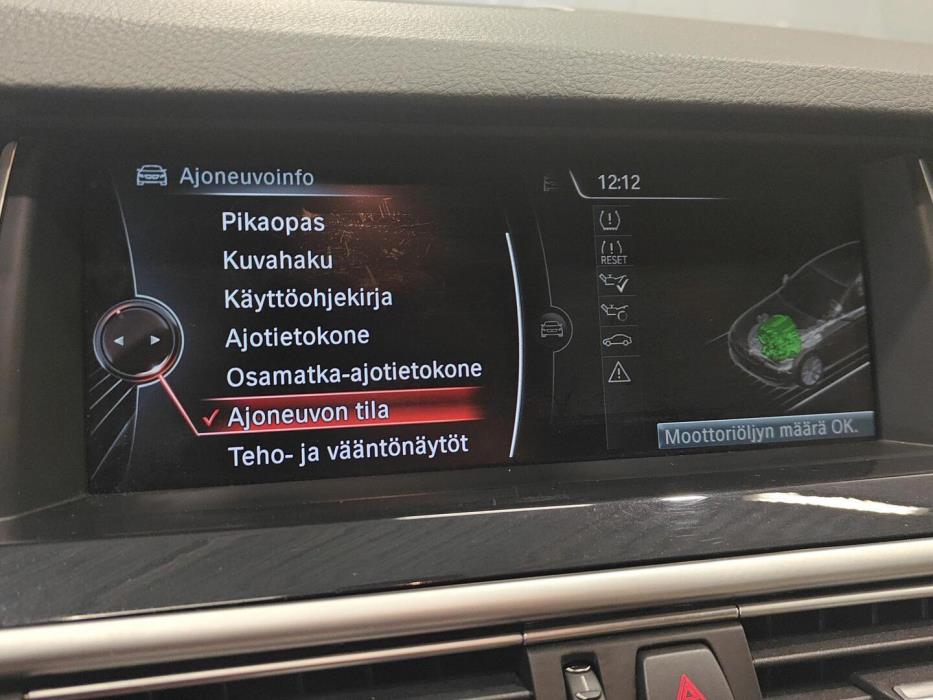 Ajoneuvoinfo
12:12
Pikaopas
Kuvahaku
Käyttöohjekirja
Ajotietokone
Osamatka-ajotietokone
Ajoneuvon tila
Teho- ja vääntönäytöt
RESET
Moottoriöljyn määrä OK.